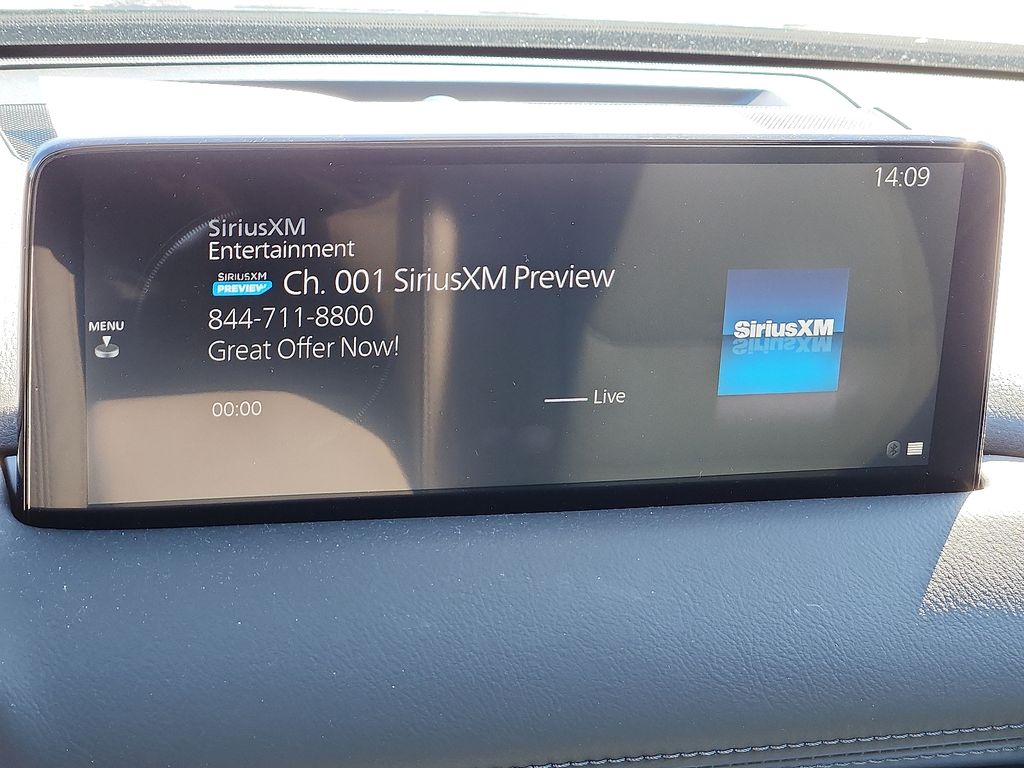 14:09
SiriusXM
Entertainment
SIRIUSXM
PREVIEW
Ch. 001 SiriusXM Preview
844-711-8800
Great Offer Now!
MENU
SiriusXM
00:00
Live